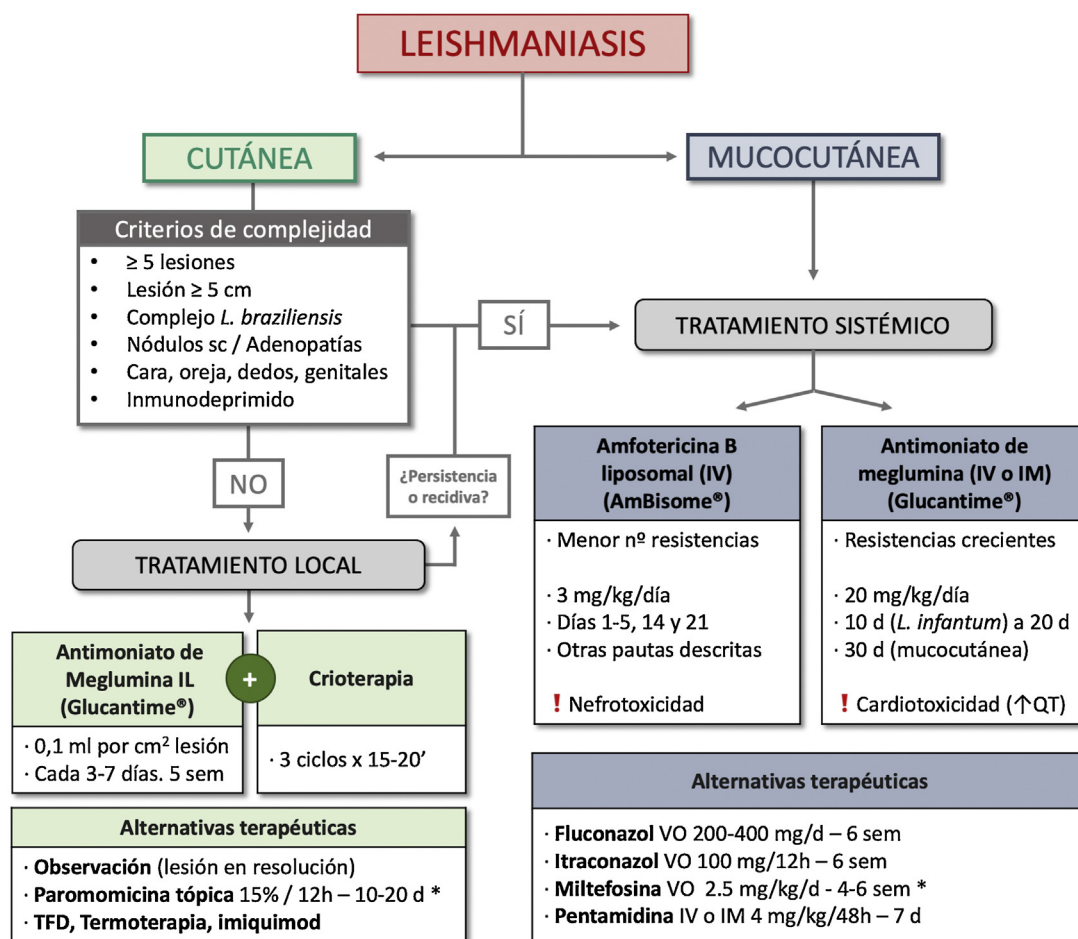 LEISHMANIASIS
CUTÁNEA
MUCOCUTÁNEA
Criterios de complejidad
• ≥ 5 lesiones
• Lesión ≥ 5 cm
• Complejo L. braziliensis
• Nódulos sc / Adenopatías
• Cara, oreja, dedos, genitales
• Inmunodeprimido
SÍ
NO
¿Persistencia
o recidiva?
TRATAMIENTO LOCAL
Antimoniato de
Meglumina IL
(Glucantime®)
· 0,1 ml por cm² lesión
· Cada 3-7 días. 5 sem
+
Crioterapia
· 3 ciclos x 15-20’
Alternativas terapéuticas
· Observación (lesión en resolución)
· Paromomicina tópica 15% / 12h – 10-20 d *
· TFD, Termoterapia, imiquimod
TRATAMIENTO SISTÉMICO
Amfotericina B
liposomal (IV)
(AmBisome®)
· Menor nº resistencias
· 3 mg/kg/día
· Días 1-5, 14 y 21
· Otras pautas descritas
! Nefrotoxicidad
Antimoniato de
meglumina (IV o IM)
(Glucantime®)
· Resistencias crecientes
· 20 mg/kg/día
· 10 d (L. infantum) a 20 d
· 30 d (mucocutánea)
! Cardiotoxicidad (↑QT)
Alternativas terapéuticas
· Fluconazol VO 200-400 mg/d – 6 sem
· Itraconazol VO 100 mg/12h – 6 sem
· Miltefosina VO 2.5 mg/kg/d - 4-6 sem *
· Pentamidina IV o IM 4 mg/kg/48h – 7 d